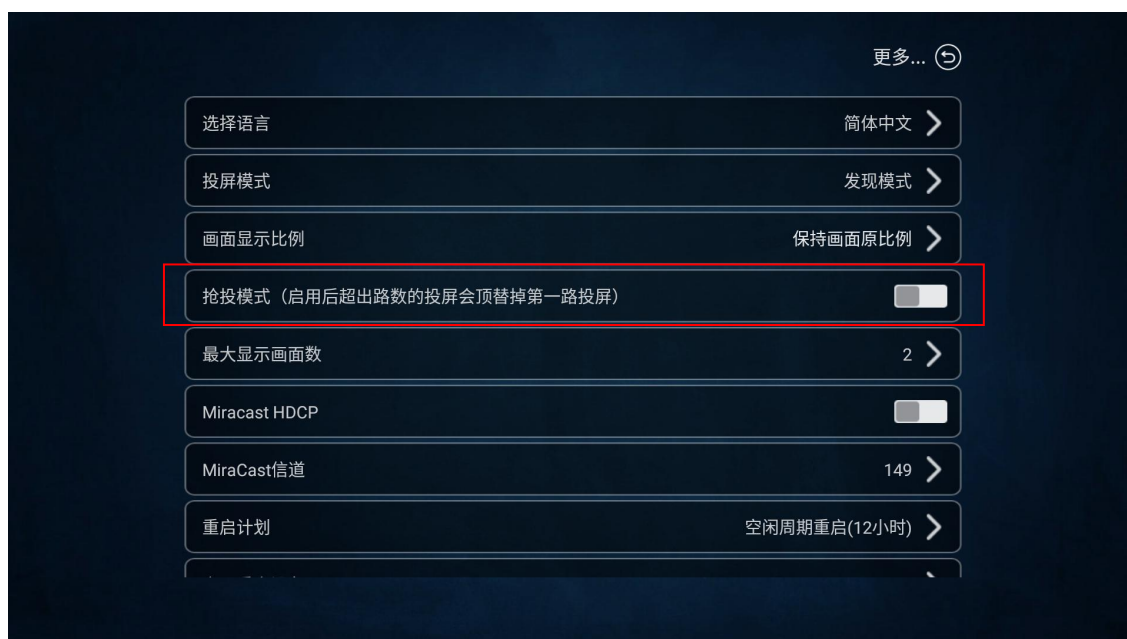 更多...
选择语言 简体中文
投屏模式 发现模式
画面显示比例 保持画面原比例
抢投模式（启用后超出路数的投屏会顶替掉第一路投屏）
最大显示画面数 2
Miracast HDCP
MiraCast信道 149
重启计划 空闲周期重启(12小时)